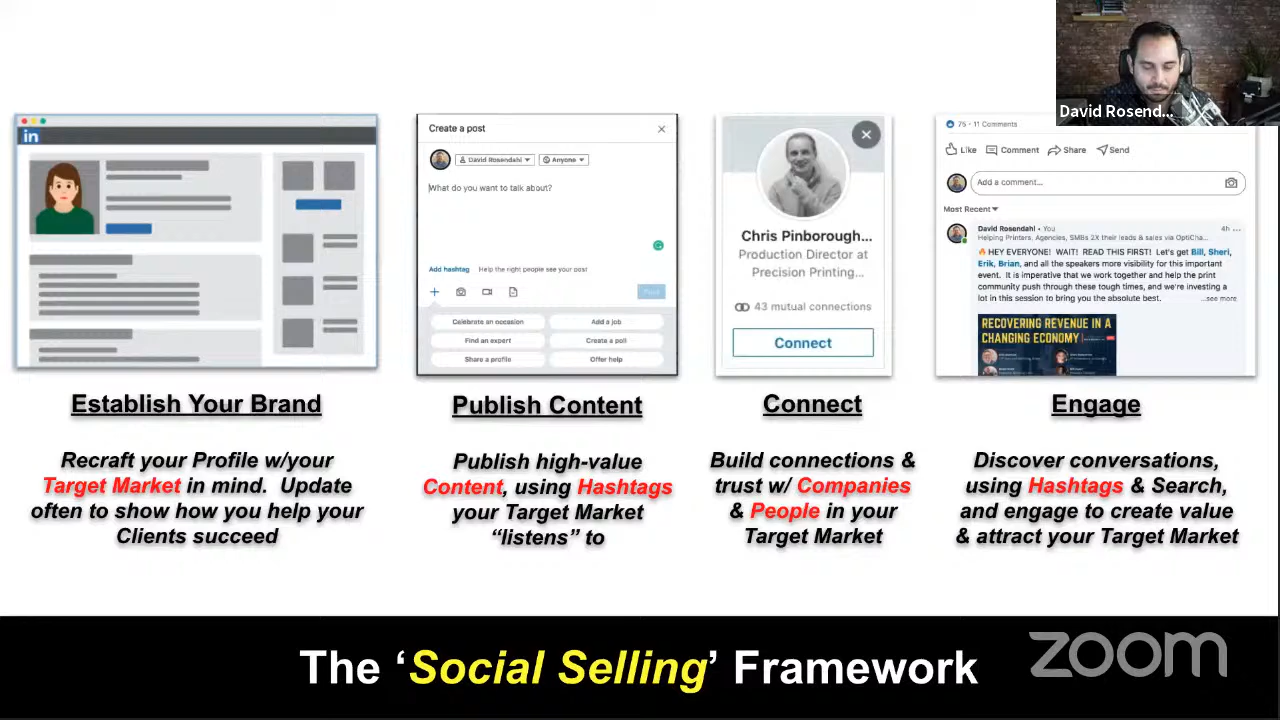 David Rosend...
in
Create a post
David Rosendahl
Anyone
What do you want to talk about?
Add hashtag Help the right people see your post
Post
Celebrate an occasion Add a job
Find an expert Create a poll
Share a profile Offer help
Chris Pinborough...
Production Director at
Precision Printing...
43 mutual connections
Connect
75 · 11 Comments
Like Comment Share Send
Add a comment...
Most Recent
David Rosendahl · You 4h ...
Helping Printers, Agencies, SMBs 2X their leads & sales via OptiCha...
HEY EVERYONE! WAIT! READ THIS FIRST! Let's get Bill, Sheri,
Erik, Brian, and all the speakers more visibility for this important
event. It is imperative that we work together and help the print
community push through these tough times, and we're investing a
lot in this session to bring you the absolute best. ...see more
RECOVERING REVENUE IN A
CHANGING ECONOMY
Establish Your Brand
Recraft your Profile w/your
Target Market in mind. Update
often to show how you help your
Clients succeed
Publish Content
Publish high-value
Content, using Hashtags
your Target Market
“listens” to
Connect
Build connections &
trust w/ Companies
& People in your
Target Market
Engage
Discover conversations,
using Hashtags & Search,
and engage to create value
& attract your Target Market
The ‘Social Selling’ Framework
zoom